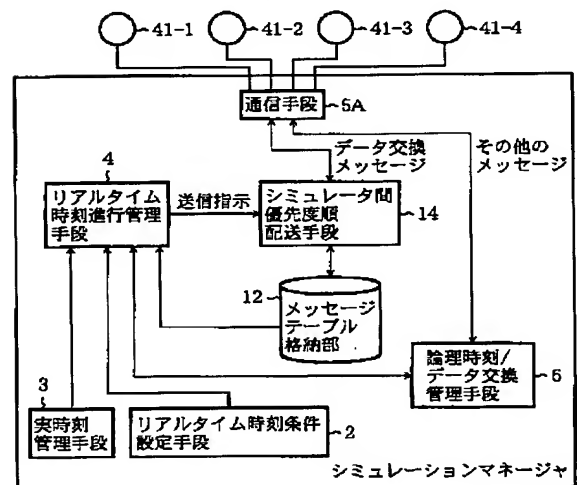 41-1
41-2
41-3
41-4
通信手段
5A
データ交換
メッセージ
その他の
メッセージ
4
リアルタイム
時刻進行管理
手段
送信指示
シミュレータ間
優先度順
配送手段
14
12
メッセージ
テーブル
格納部
論理時刻/
データ交換
管理手段
5
3
実時刻
管理手段
リアルタイム時刻条件
設定手段
2
シミュレーションマネージャ